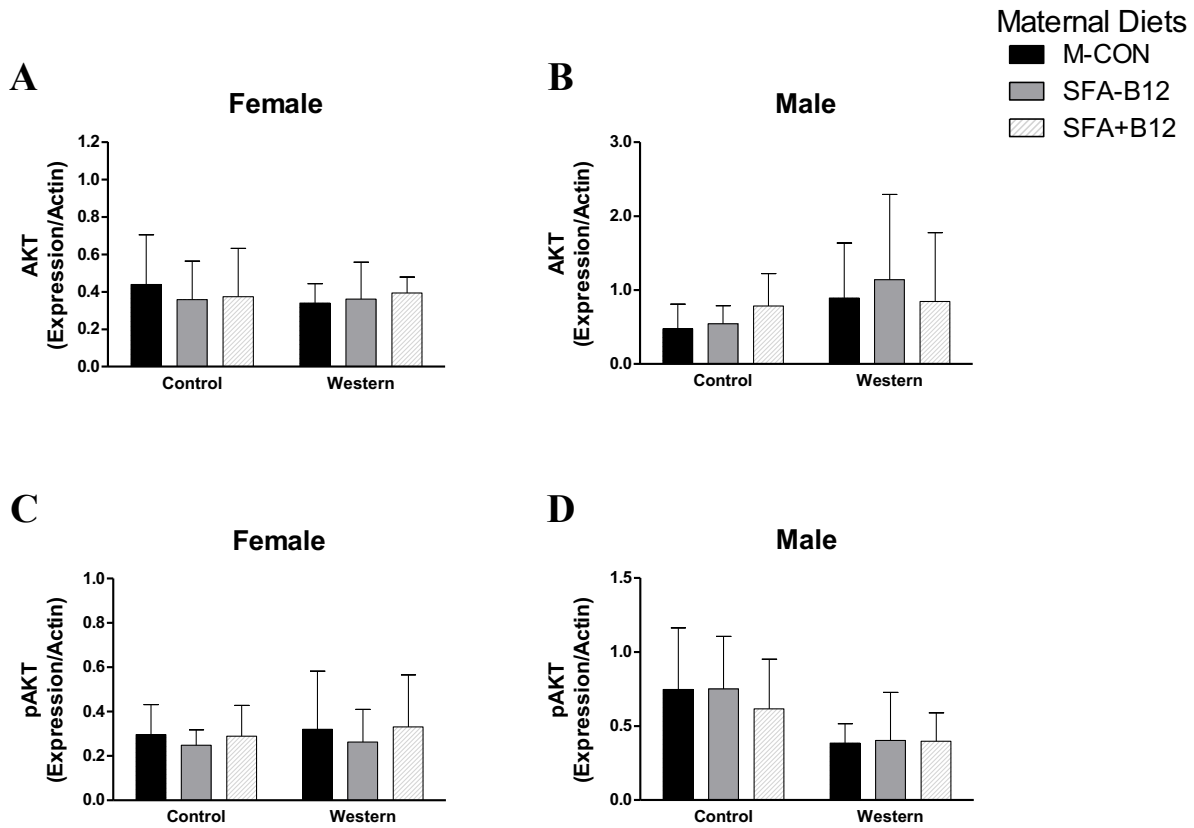 Maternal Diets
M-CON
SFA-B12
SFA+B12
A
Female
AKT
(Expression/Actin)
1.2
1.0
0.8
0.6
0.4
0.2
0.0
Control
Western
B
Male
AKT
(Expression/Actin)
3.0
2.0
1.0
0.0
Control
Western
C
Female
pAKT
(Expression/Actin)
1.0
0.8
0.6
0.4
0.2
0.0
Control
Western
D
Male
pAKT
(Expression/Actin)
1.5
1.0
0.5
0.0
Control
Western